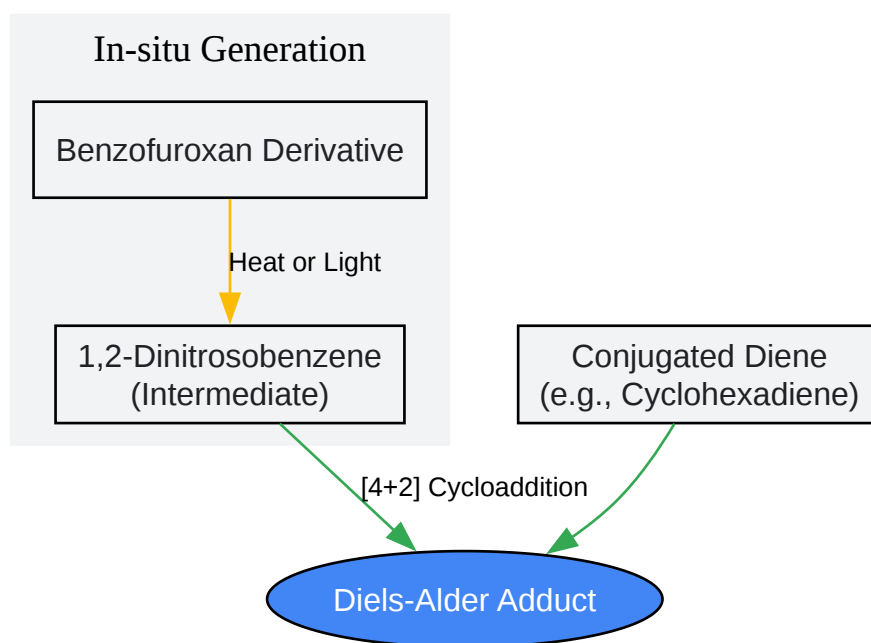 In-situ Generation
Benzofuroxan Derivative
Heat or Light
1,2-Dinitrosobenzene
(Intermediate)
Conjugated Diene
(e.g., Cyclohexadiene)
[4+2] Cycloaddition
Diels-Alder Adduct